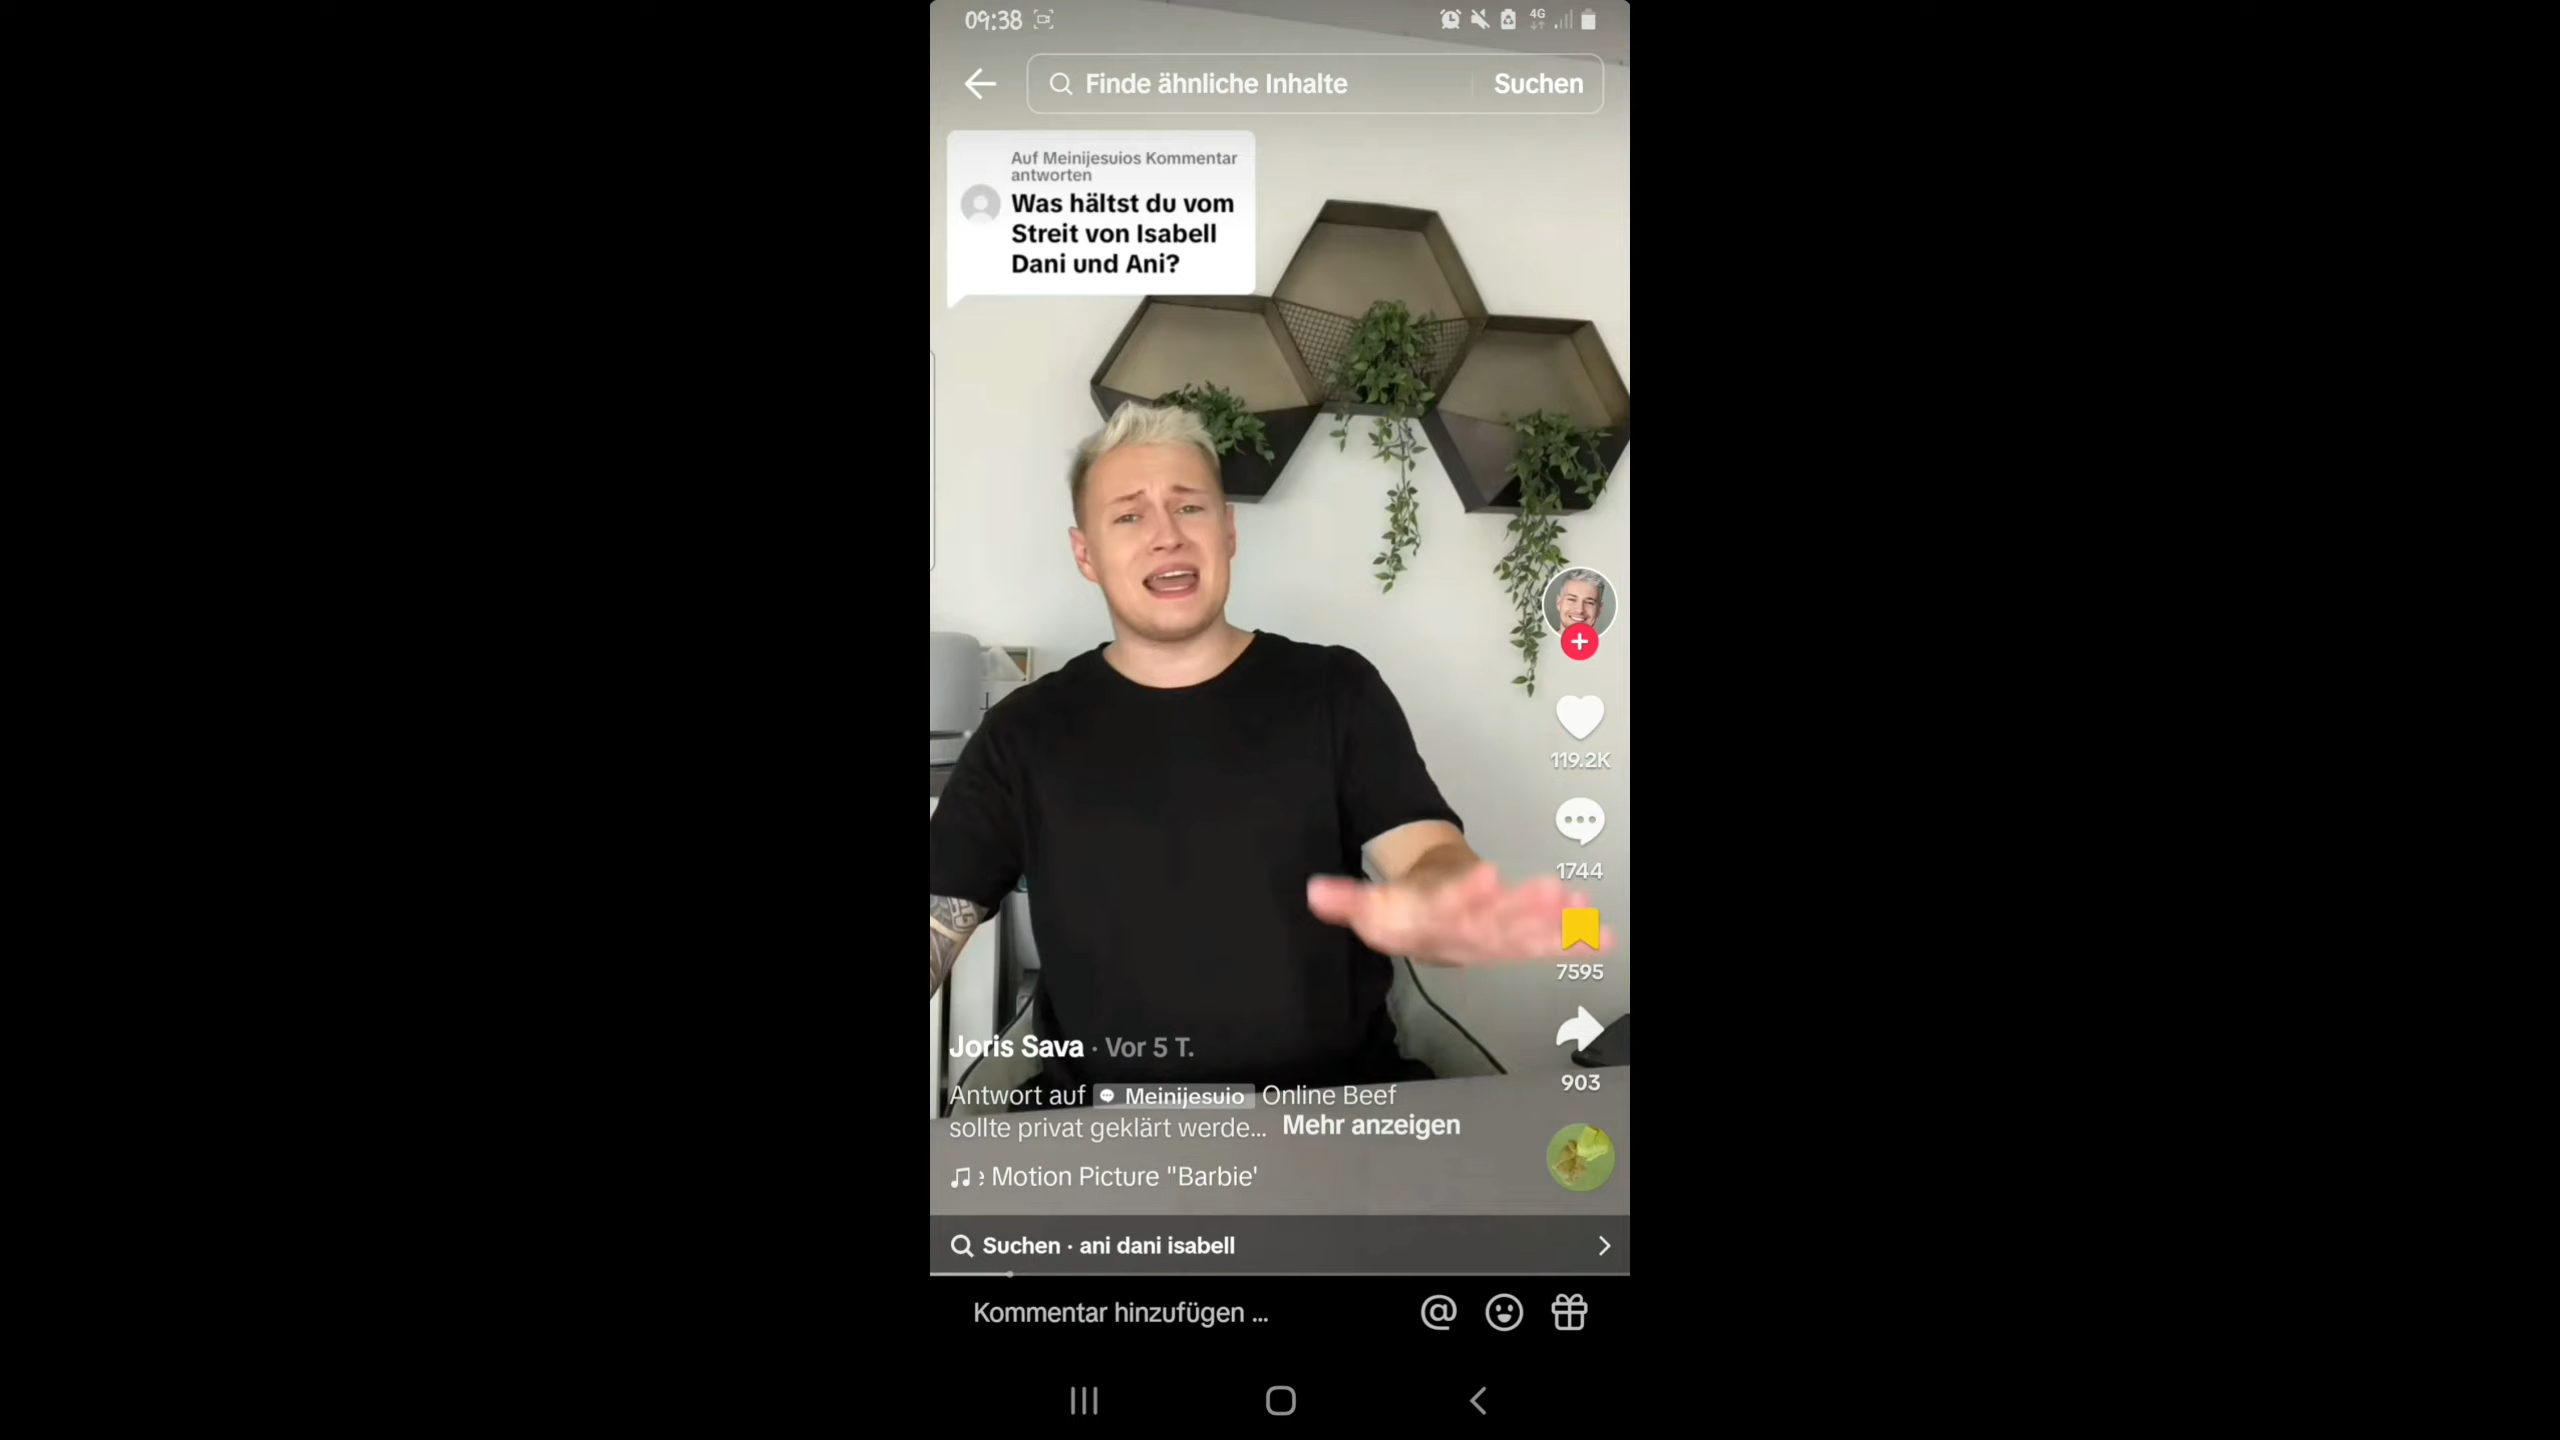 09:38
4G
Finde ähnliche Inhalte
Suchen
Auf Meinijesuios Kommentar
antworten
Was hältst du vom
Streit von Isabell
Dani und Ani?
119.2K
1744
7595
903
Joris Sava · Vor 5 T.
Antwort auf Meinijesuio Online Beef
sollte privat geklärt werde... Mehr anzeigen
e Motion Picture "Barbie'
Suchen · ani dani isabell
Kommentar hinzufügen ...